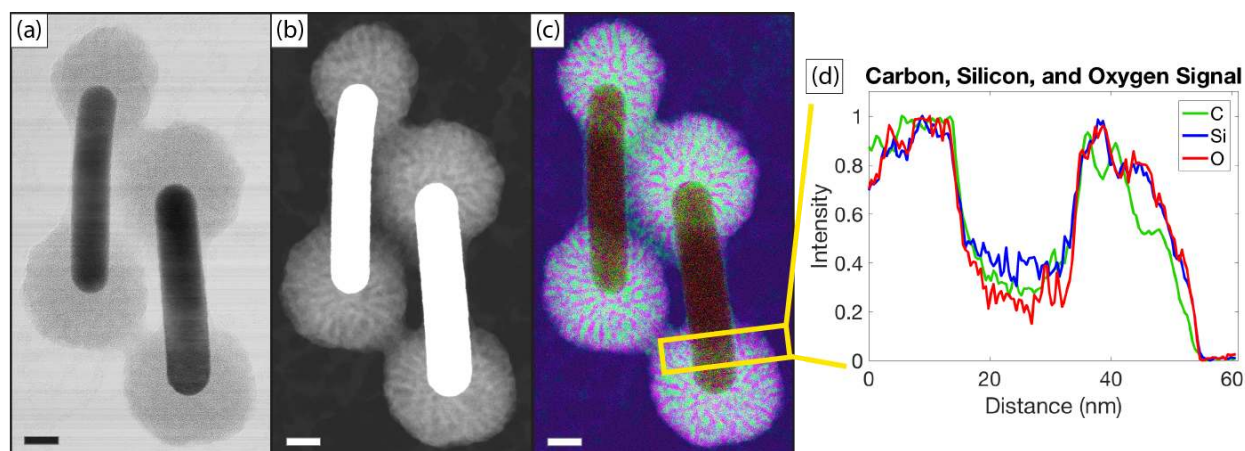 (a)
(b)
(c)
(d)
Carbon, Silicon, and Oxygen Signal
1
0.8
0.6
0.4
0.2
0
Intensity
C
Si
O
0
20
40
60
Distance (nm)